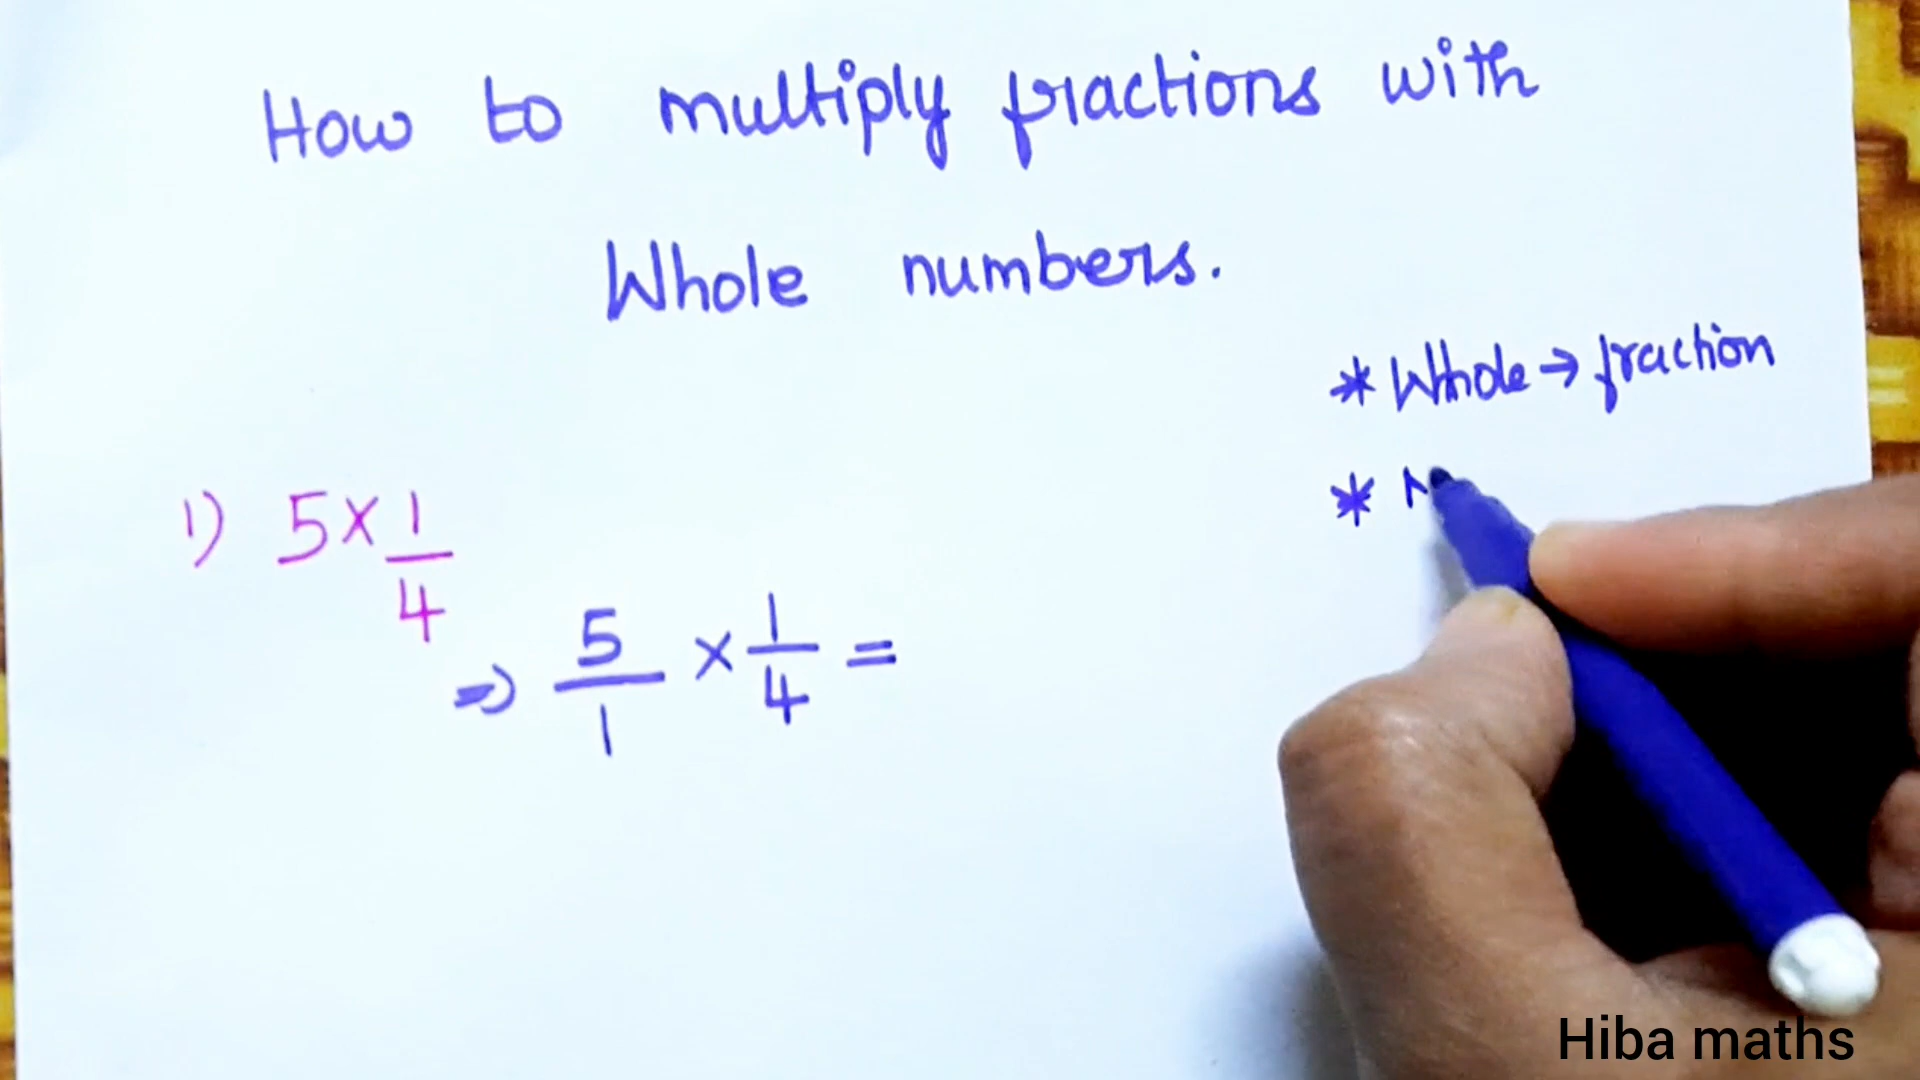 How to multiply fractions with
Whole numbers.
* Whole → fraction
*
1) 5 × 1/4
⇒ 5/1 × 1/4 =
Hiba maths